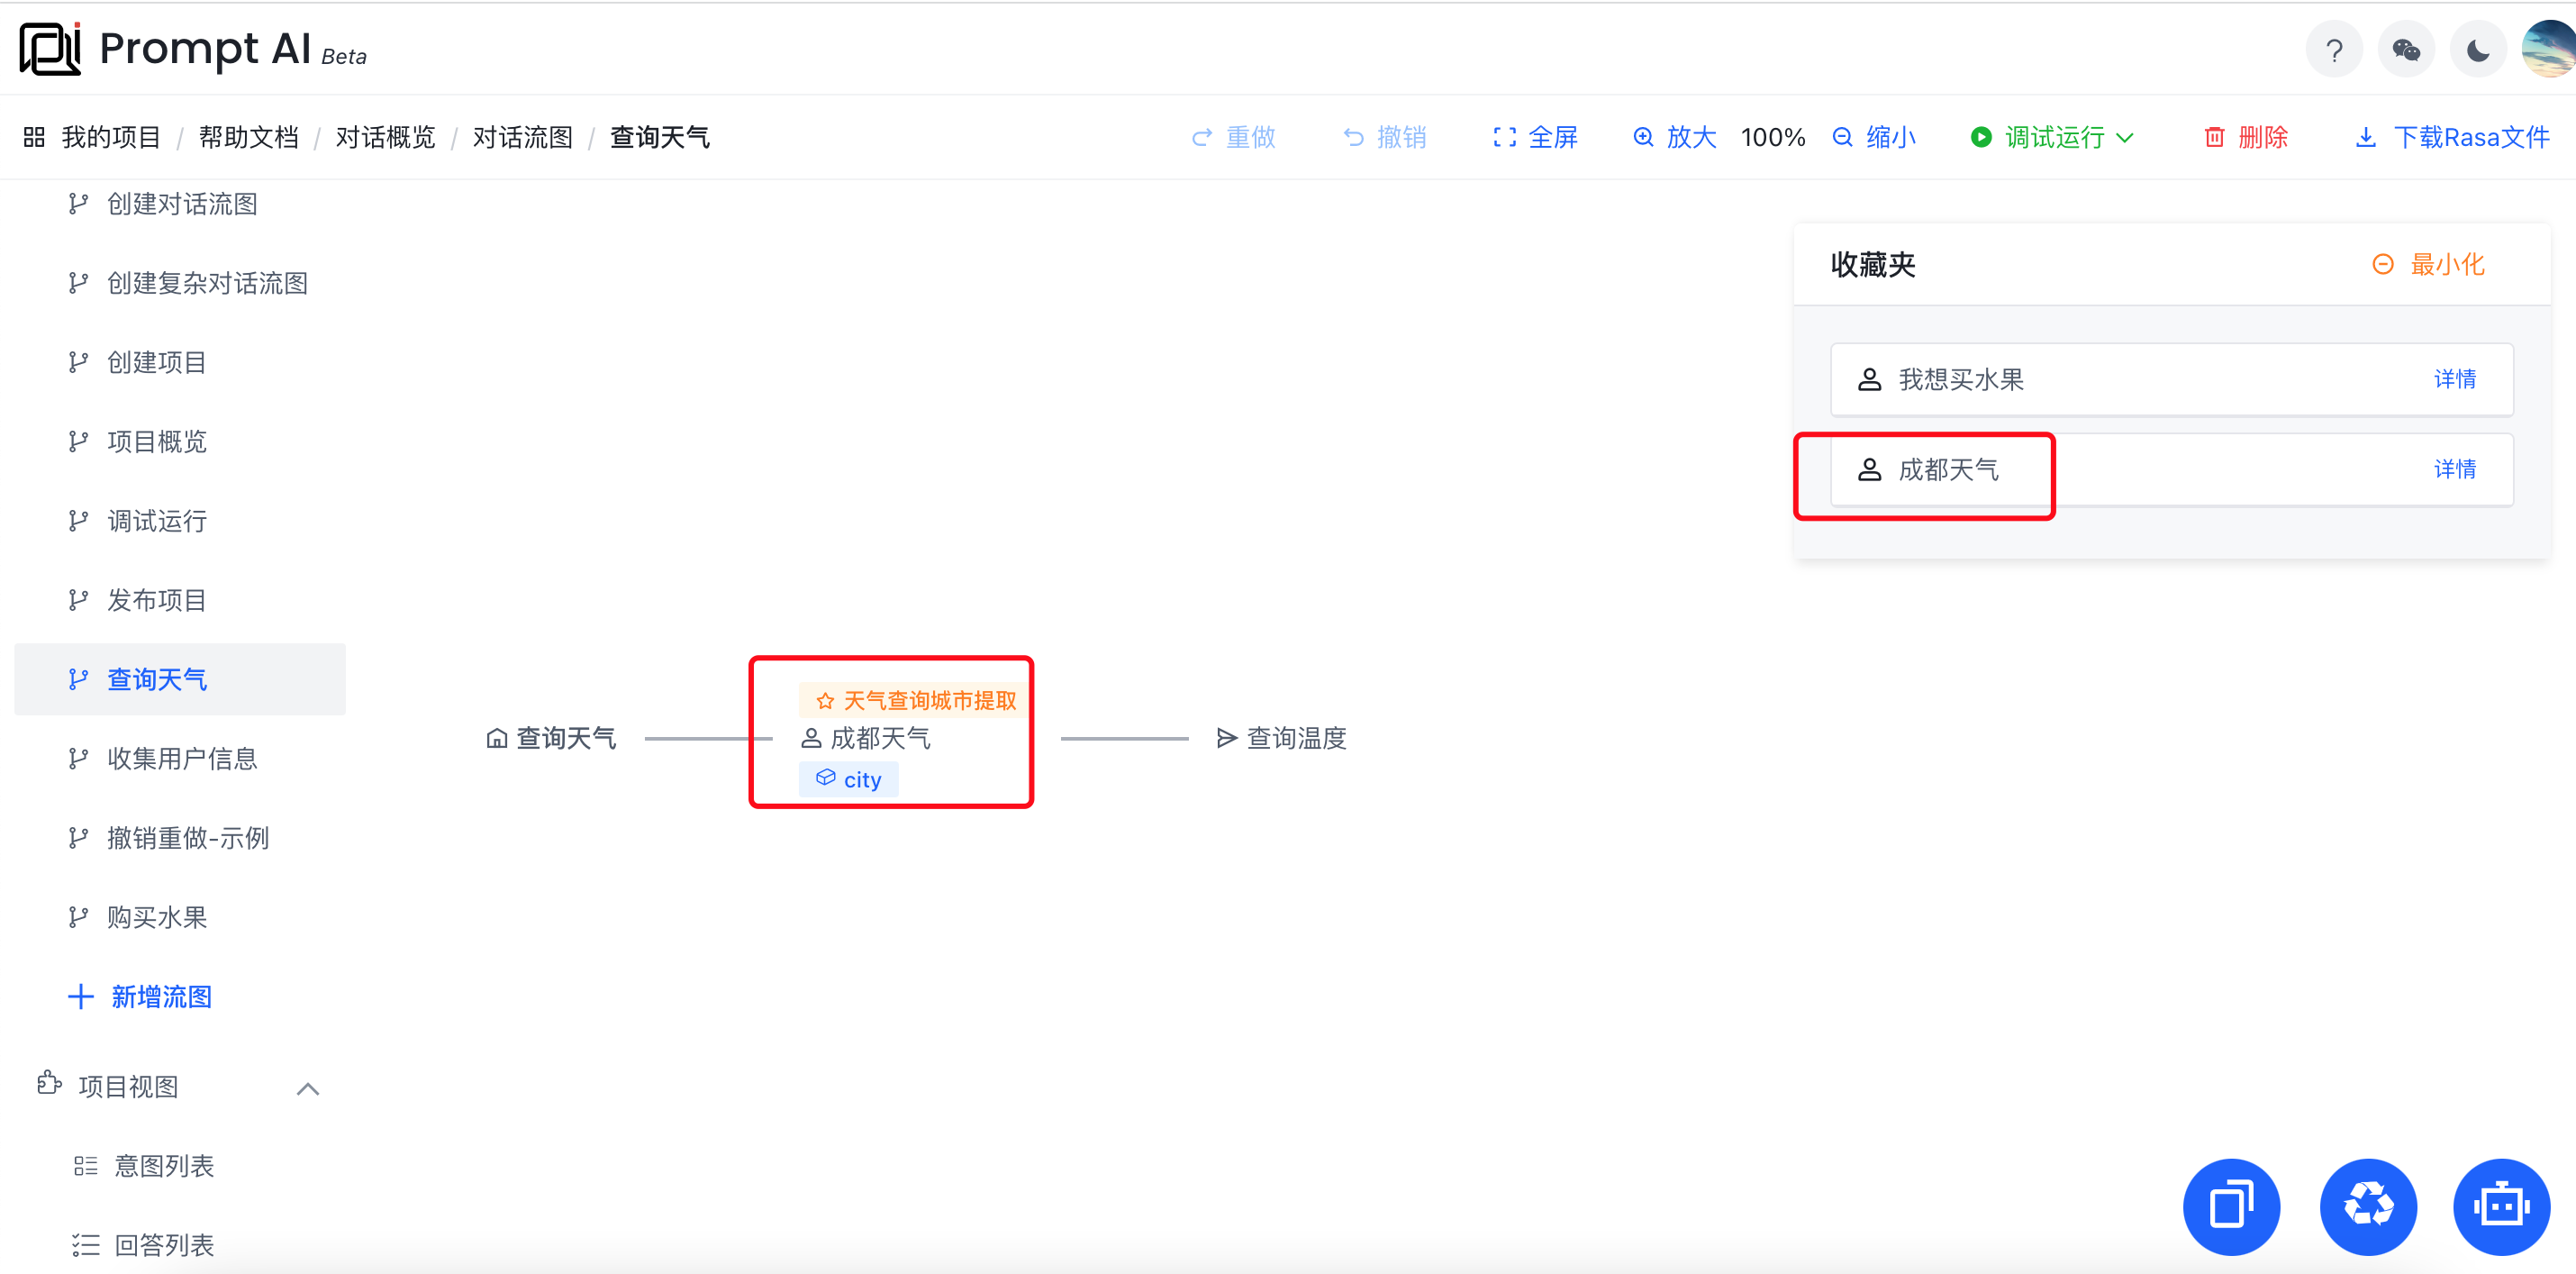 Prompt AI Beta
?
我的项目 / 帮助文档 / 对话概览 / 对话流图 / 查询天气
重做
撤销
全屏
放大 100% 缩小
调试运行
删除
下载Rasa文件
创建对话流图
创建复杂对话流图
创建项目
项目概览
调试运行
发布项目
查询天气
收集用户信息
撤销重做-示例
购买水果
新增流图
项目视图
意图列表
回答列表
查询天气
天气查询城市提取
成都天气
city
查询温度
收藏夹
最小化
我想买水果
详情
成都天气
详情